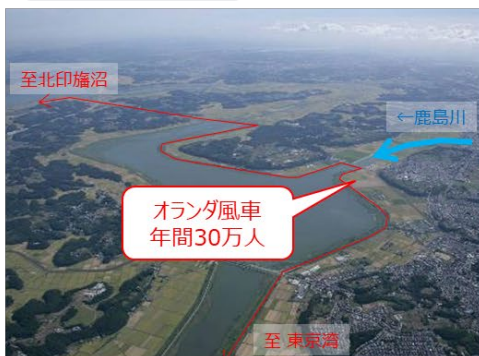 至北印旛沼
←鹿島川
オランダ風車
年間30万人
至 東京湾